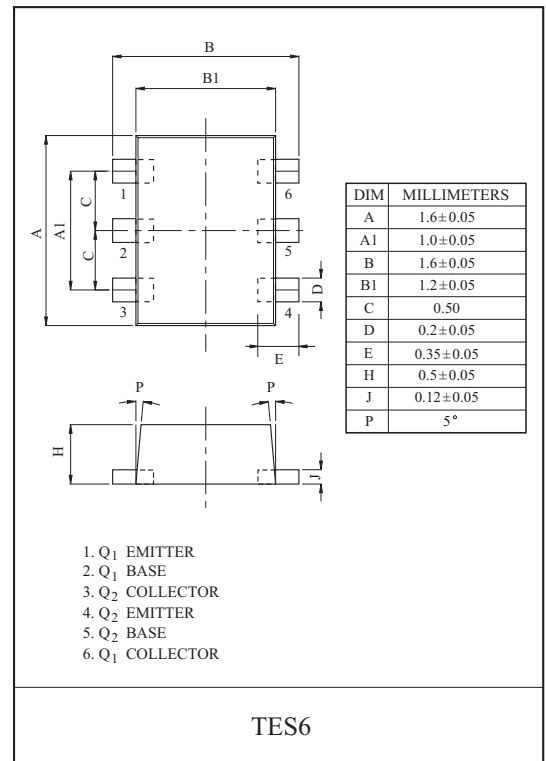 B
B1
A
A1
C
C
1
2
3
6
5
4
D
E
P
P
H
J
DIM MILLIMETERS
A 1.6±0.05
A1 1.0±0.05
B 1.6±0.05
B1 1.2±0.05
C 0.50
D 0.2±0.05
E 0.35±0.05
H 0.5±0.05
J 0.12±0.05
P 5°
1. Q1 EMITTER
2. Q1 BASE
3. Q2 COLLECTOR
4. Q2 EMITTER
5. Q2 BASE
6. Q1 COLLECTOR
TES6